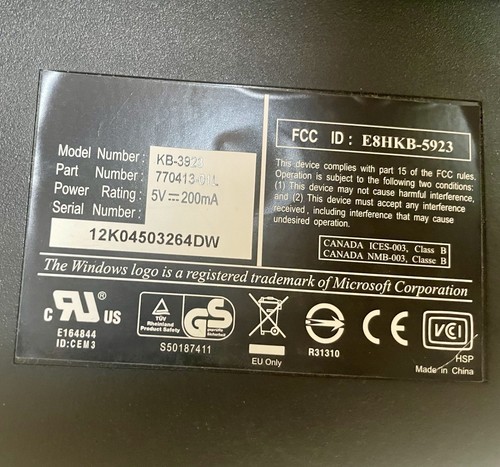 Model Number:
Part Number: 770413-01L
Power Rating: 5V⎓200mA
Serial Number:
12K04503264DW
FCC ID: E8HKB-5923
This device complies with part 15 of the FCC rules.
Operation is subject to the following two conditions:
(1) This device may not cause harmful interference,
and (2) This device must accept any interference
received, including interference that may cause
undesired operation.
CANADA ICES-003, Class B
CANADA NMB-003, Classe B
The Windows logo is a registered trademark of Microsoft Corporation
C RU ® US
E164844
ID:CEM3
TÜV
Rheinland
Product Safety
GS
S50187411
EU Only
R31310
CE
VCI
HSP
Made in China